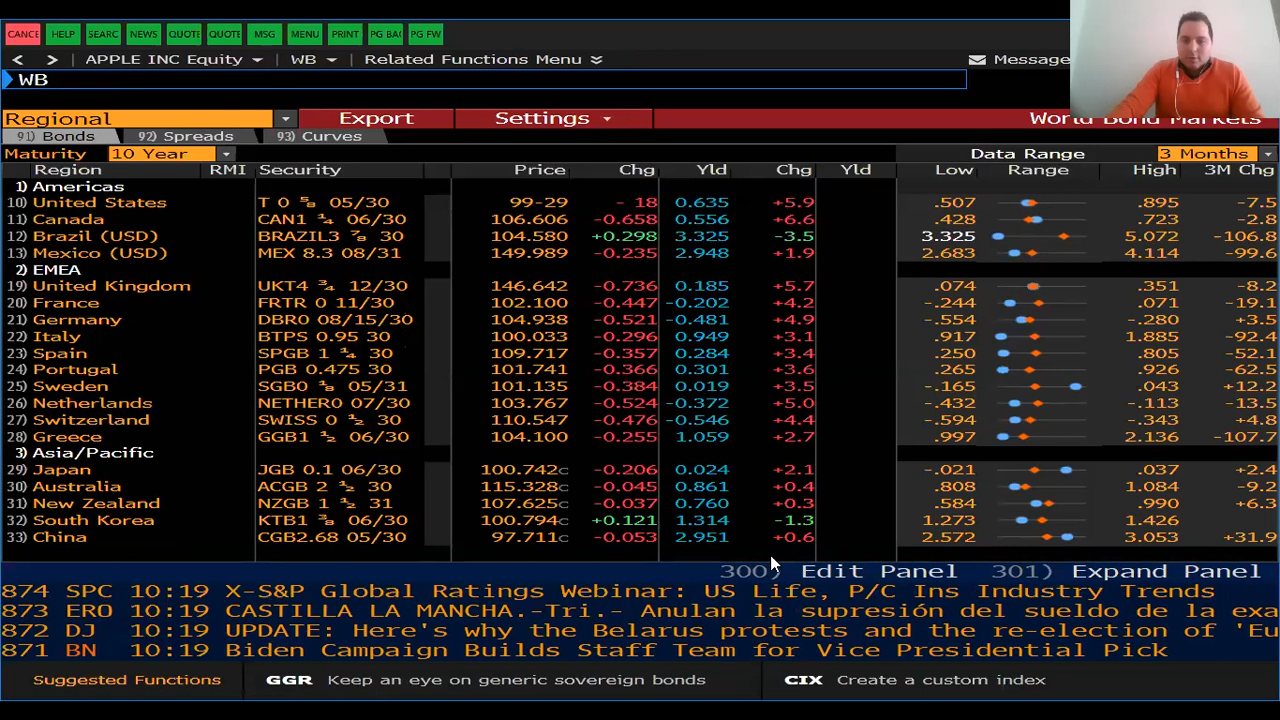 CANCE HELP SEARC NEWS QUOTE QUOTE MSG MENU PRINT PG BAC PG FW
< > APPLE INC Equity WB Related Functions Menu Message
WB
Regional Export Settings World Bond Markets
91) Bonds 92) Spreads 93) Curves
Maturity 10 Year Data Range 3 Months
Region RMI Security Price Chg Yld Chg Yld Low Range High 3M Chg
1) Americas
10) United States T 0 ⅝ 05/30 99-29 - 18 0.635 +5.9 .507 .895 -7.5
11) Canada CAN1 ¼ 06/30 106.606 -0.658 0.556 +6.6 .428 .723 -2.8
12) Brazil (USD) BRAZIL3 ⅞ 30 104.580 +0.298 3.325 -3.5 3.325 5.072 -106.8
13) Mexico (USD) MEX 8.3 08/31 149.989 -0.235 2.948 +1.9 2.683 4.114 -99.6
2) EMEA
19) United Kingdom UKT4 ¾ 12/30 146.642 -0.736 0.185 +5.7 .074 .351 -8.2
20) France FRTR 0 11/30 102.100 -0.447 -0.202 +4.2 -.244 .071 -19.1
21) Germany DBR0 08/15/30 104.938 -0.521 -0.481 +4.9 -.554 -.280 +3.5
22) Italy BTPS 0.95 30 100.033 -0.296 0.949 +3.1 .917 1.885 -92.4
23) Spain SPGB 1 ¼ 30 109.717 -0.357 0.284 +3.4 .250 .805 -52.1
24) Portugal PGB 0.475 30 101.741 -0.366 0.301 +3.6 .265 .926 -62.5
25) Sweden SGB0 ⅛ 05/31 101.135 -0.384 0.019 +3.5 -.165 .043 +12.2
26) Netherlands NETHER0 07/30 103.767 -0.524 -0.372 +5.0 -.432 -.113 -13.5
27) Switzerland SWISS 0 ½ 30 110.547 -0.476 -0.546 +4.4 -.594 -.343 +4.8
28) Greece GGB1 ½ 06/30 104.100 -0.255 1.059 +2.7 .997 2.136 -107.7
3) Asia/Pacific
29) Japan JGB 0.1 06/30 100.742c -0.206 0.024 +2.1 -.021 .037 +2.4
30) Australia ACGB 2 ½ 30 115.328c -0.045 0.861 +0.4 .808 1.084 -9.2
31) New Zealand NZGB 1 ½ 31 107.625c -0.037 0.760 +0.3 .584 .990 +6.3
32) South Korea KTB1 ⅜ 06/30 100.794c +0.121 1.314 -1.3 1.273 1.426
33) China CGB2.68 05/30 97.711c -0.053 2.951 +0.6 2.572 3.053 +31.9
300) Edit Panel 301) Expand Panel
874 SPC 10:19 X-S&P Global Ratings Webinar: US Life, P/C Ins Industry Trends
873 ERO 10:19 CASTILLA LA MANCHA.-Tri.- Anulan la supresión del sueldo de la exa
872 DJ 10:19 UPDATE: Here's why the Belarus protests and the re-election of 'Eu
871 BN 10:19 Biden Campaign Builds Staff Team for Vice Presidential Pick
Suggested Functions GGR Keep an eye on generic sovereign bonds CIX Create a custom index